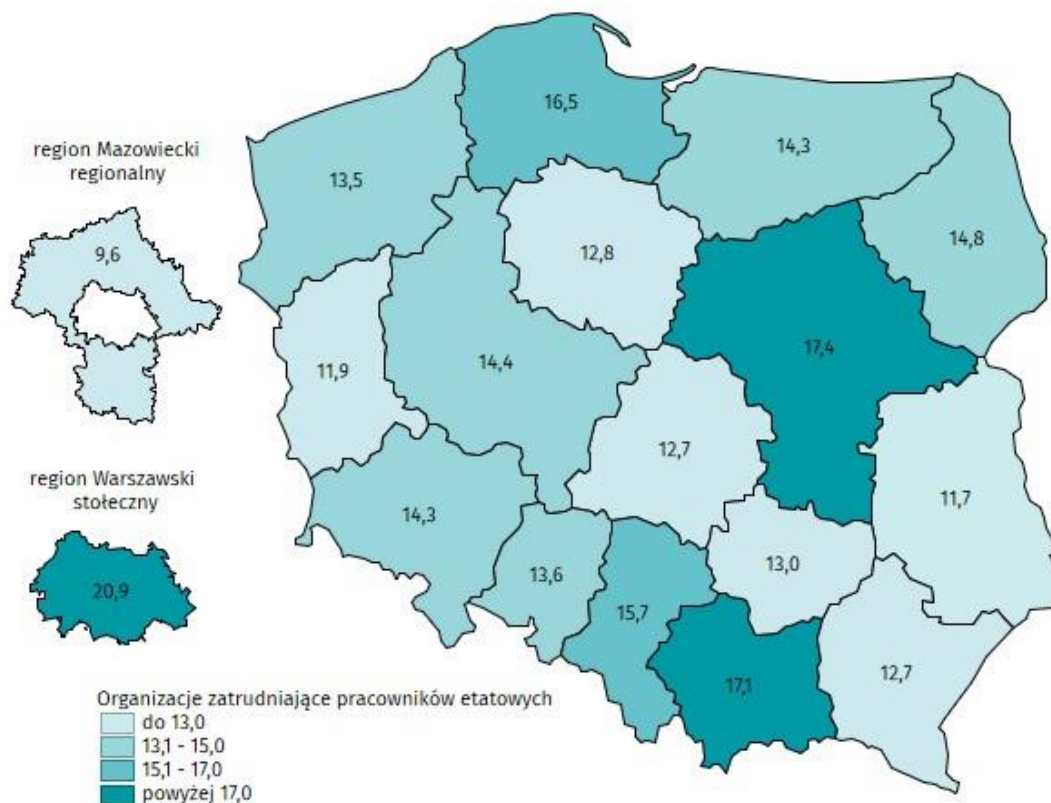 16,5
14,3
region Mazowiecki
regionalny
13,5
14,8
9,6
12,8
17,4
11,9
14,4
12,7
region Warszawski
stołeczny
11,7
14,3
13,0
13,6
20,9
15,7
12,7
17,1
Organizacje zatrudniające pracowników etatowych
do 13,0
13,1 - 15,0
15,1 - 17,0
powyżej 17,0